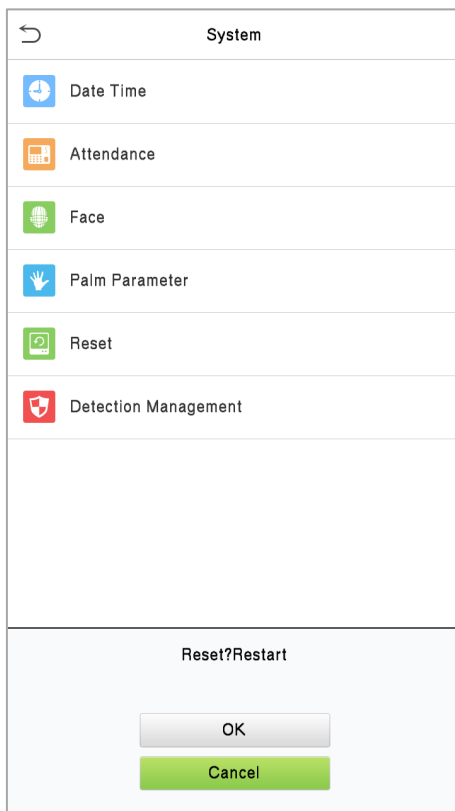 System
Date Time
Attendance
Face
Palm Parameter
Reset
Detection Management
Reset?Restart
OK
Cancel